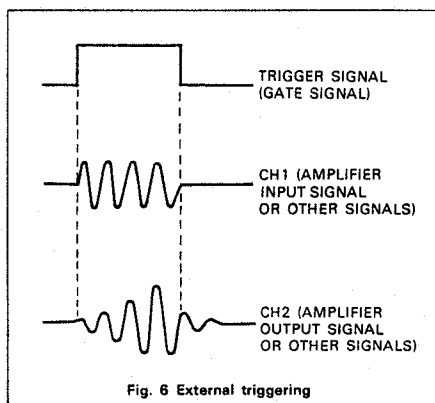 TRIGGER SIGNAL
(GATE SIGNAL)
CH1 (AMPLIFIER
INPUT SIGNAL
OR OTHER SIGNALS)
CH2 (AMPLIFIER
OUTPUT SIGNAL
OR OTHER SIGNALS)
Fig. 6 External triggering